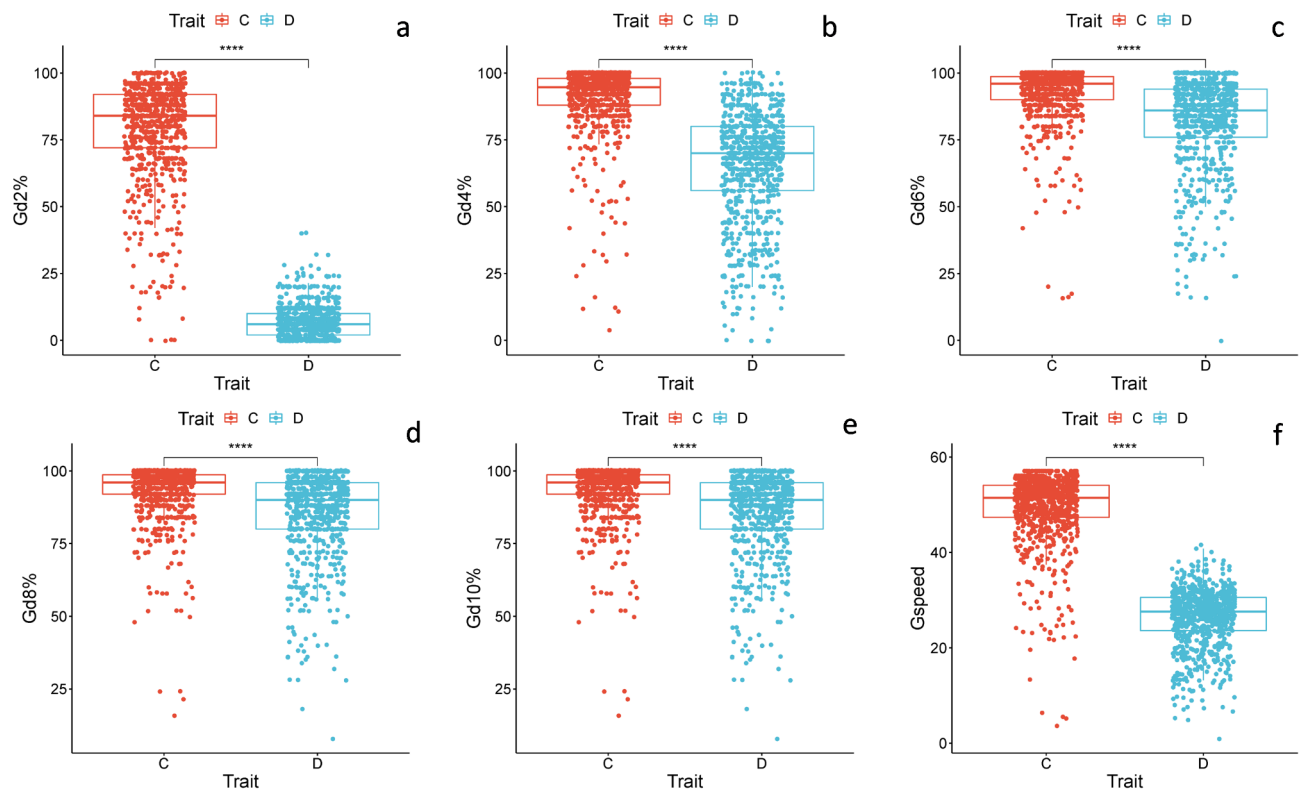 Trait C D
a
****
Gd2%
100
75
50
25
0
C D
Trait
Trait C D
b
****
Gd4%
100
75
50
25
0
C D
Trait
Trait C D
c
****
Gd6%
100
75
50
25
0
C D
Trait
Trait C D
d
****
Gd8%
100
75
50
25
C D
Trait
Trait C D
e
****
Gd10%
100
75
50
25
C D
Trait
Trait C D
f
****
Gspeed
60
40
20
0
C D
Trait